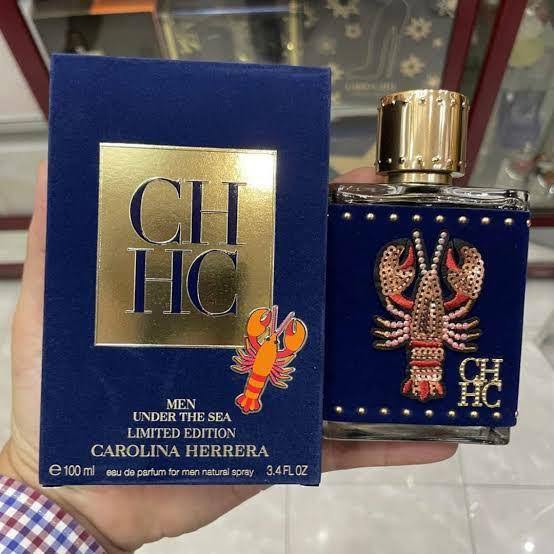 CH
HC
MEN
UNDER THE SEA
LIMITED EDITION
CAROLINA HERRERA
℮ 100 ml eau de parfum for men natural spray 3.4 FL OZ
CH
HC